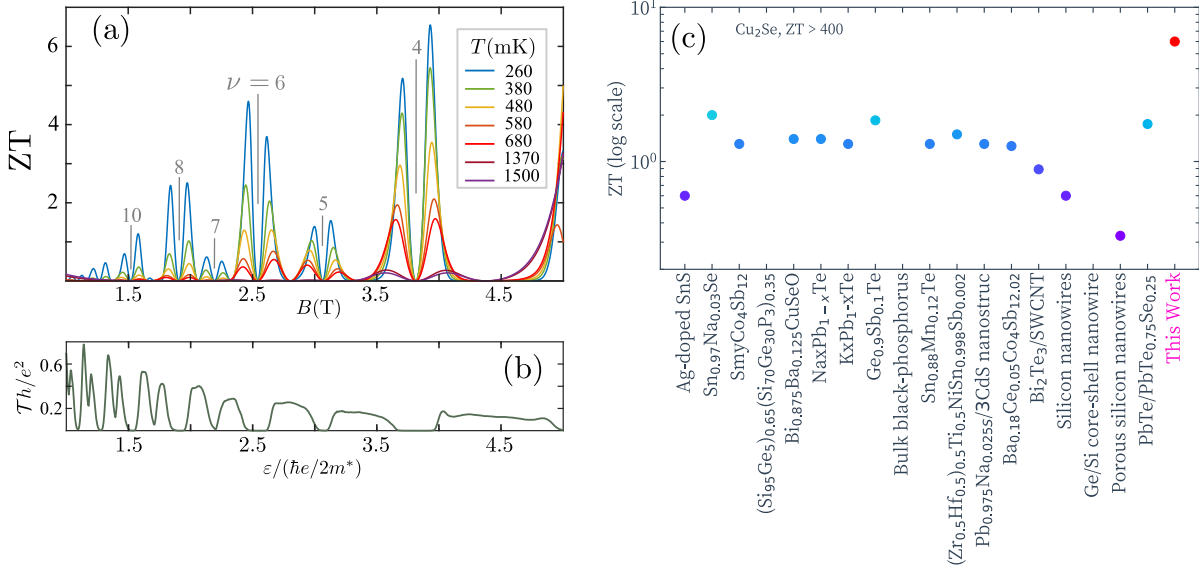 (a)
ZT
6
4
2
ν = 6
4
8
10
7
5
T(mK)
260
380
480
580
680
1370
1500
1.5
2.5
3.5
4.5
B(T)
(b)
𝒯h/e²
0.6
0.2
1.5
2.5
3.5
4.5
ε/(ħe/2m*)
(c)
Cu₂Se, ZT > 400
ZT (log scale)
10¹
10⁰
Ag-doped SnS
Sn₀.₉₇Na₀.₀₃Se
SmyCo₄Sb₁₂
(Si₉₅Ge₅)₀.₆₅(Si₇₀Ge₃₀P₃)₀.₃₅
Bi₀.₈₇₅Ba₀.₁₂₅CuSeO
NaxPb₁₋ₓTe
KxPb₁-xTe
Ge₀.₉Sb₀.₁Te
Bulk black-phosphorus
Sn₀.₈₈Mn₀.₁₂Te
(Zr₀.₅Hf₀.₅)₀.₅Ti₀.₅NiSn₀.₉₉₈Sb₀.₀₀₂
Pb₀.₉₇₅Na₀.₀₂₅S/3CdS nanostruc
Ba₀.₁₈Ce₀.₀₅Co₄Sb₁₂.₀₂
Bi₂Te₃/SWCNT
Silicon nanowires
Ge/Si core-shell nanowire
Porous silicon nanowires
PbTe/PbTe₀.₇₅Se₀.₂₅
This Work